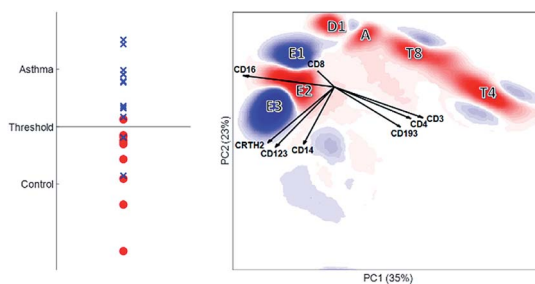 Asthma
Threshold
Control
D1
A
E1
T8
CD8
CD16
E2
T4
E3
CD3
CD4
CD193
CRTH2
CD14
CD123
PC2 (23%)
PC1 (35%)